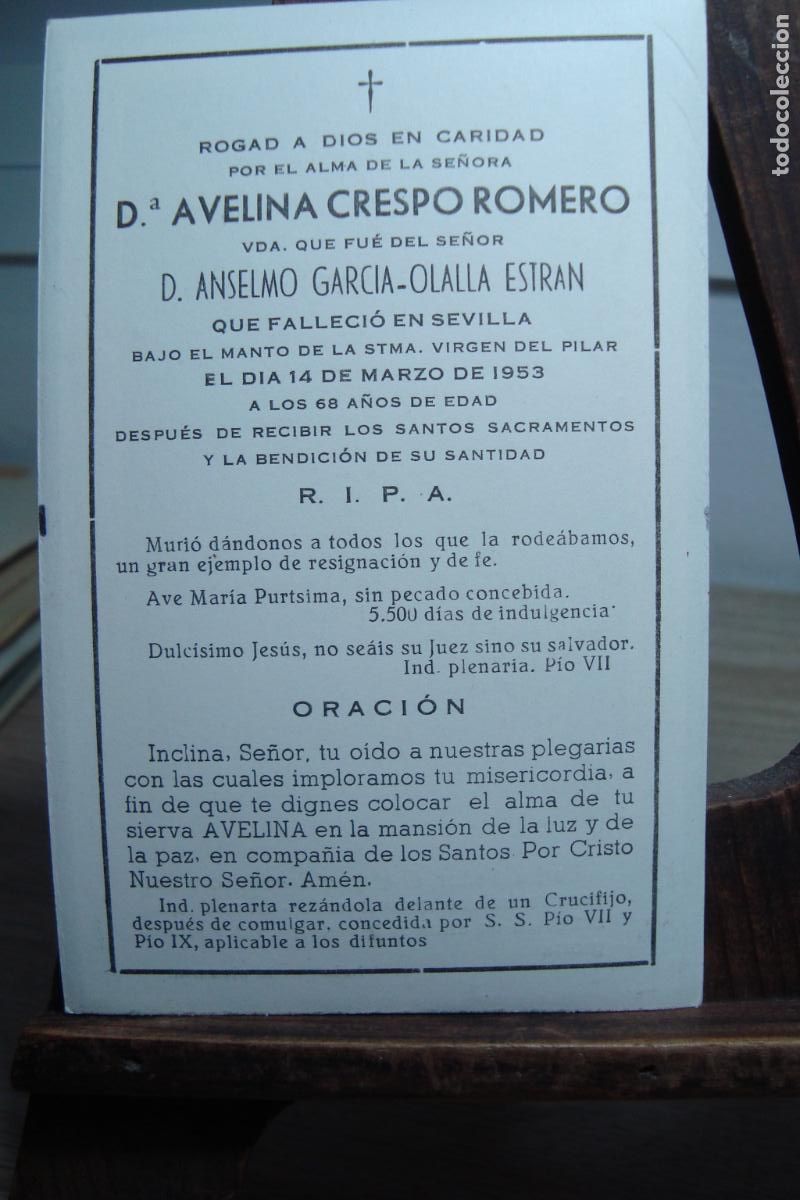 ROGAD A DIOS EN CARIDAD
POR EL ALMA DE LA SEÑORA
D.ª AVELINA CRESPO ROMERO
VDA. QUE FUÉ DEL SEÑOR
D. ANSELMO GARCIA-OLALLA ESTRAN
QUE FALLECIÓ EN SEVILLA
BAJO EL MANTO DE LA STMA. VIRGEN DEL PILAR
EL DIA 14 DE MARZO DE 1953
A LOS 68 AÑOS DE EDAD
DESPUÉS DE RECIBIR LOS SANTOS SACRAMENTOS
Y LA BENDICIÓN DE SU SANTIDAD
R. I. P. A.
Murió dándonos a todos los que la rodeábamos,
un gran ejemplo de resignación y de fe.
Ave María Purtsima, sin pecado concebida.
5.500 días de indulgencia
Dulcísimo Jesús, no seáis su Juez sino su salvador.
Ind. plenaria. Pío VII
ORACIÓN
Inclina, Señor, tu oído a nuestras plegarias
con las cuales imploramos tu misericordia, a
fin de que te dignes colocar el alma de tu
sierva AVELINA en la mansión de la luz y de
la paz, en compañia de los Santos Por Cristo
Nuestro Señor. Amén.
Ind. plenarta rezándola delante de un Crucifijo,
después de comulgar, concedida por S. S. Pío VII y
Pío IX, aplicable a los difuntos
todocoleccion